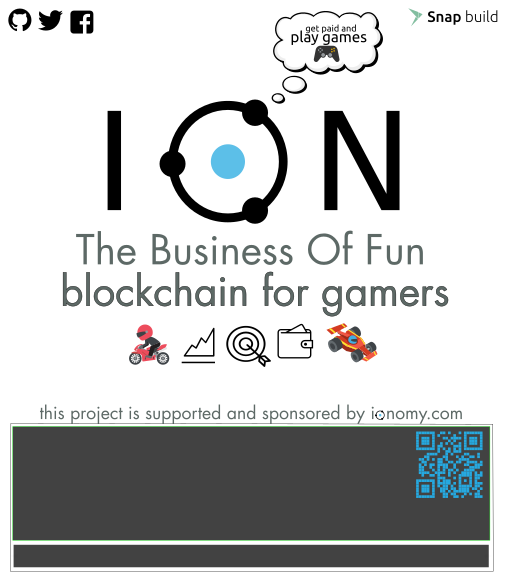 Snap build
get paid and
play games
ION
The Business Of Fun
blockchain for gamers
this project is supported and sponsored by ionomy.com